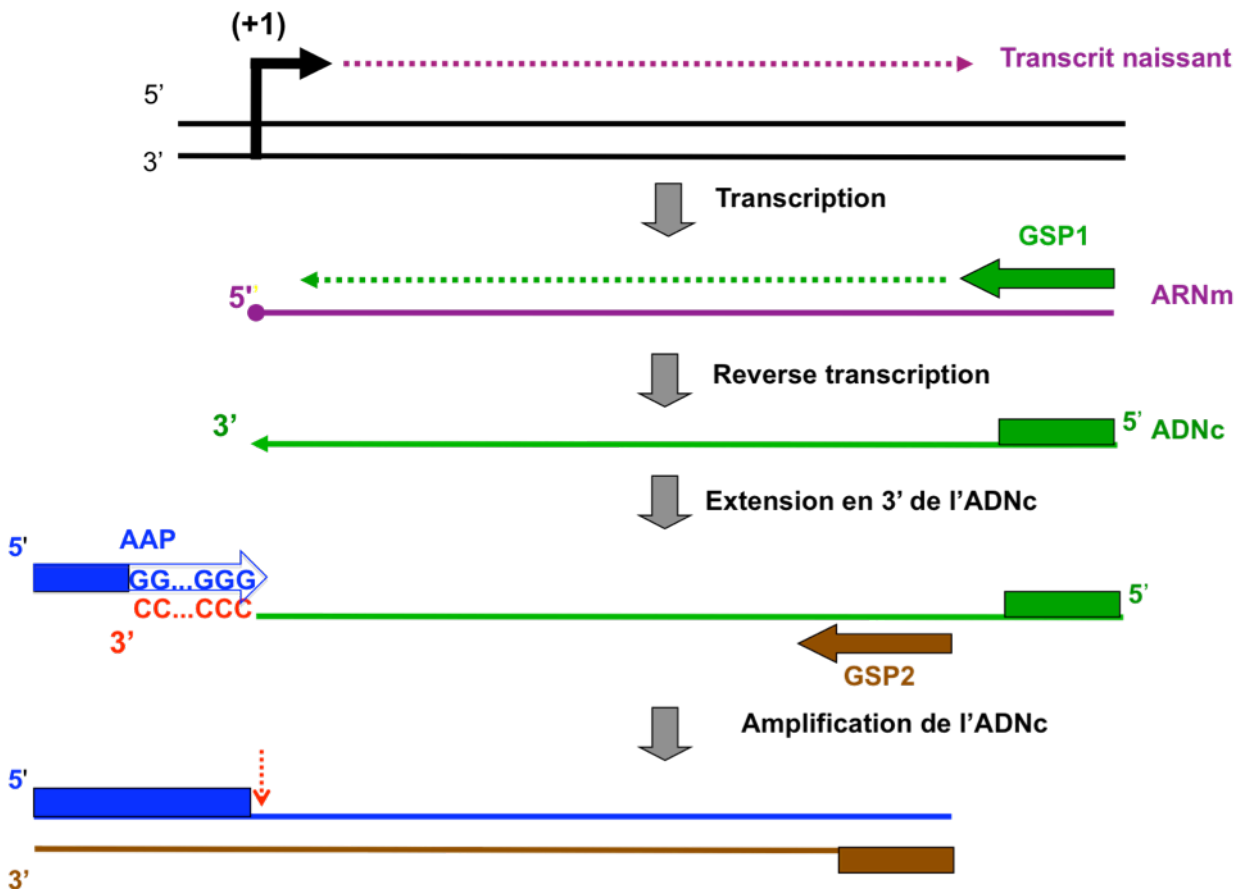 (+1)
Transcrit naissant
5’
3’
Transcription
GSP1
5'’
ARNm
Reverse transcription
3’
5’ ADNc
Extension en 3’ de l’ADNc
5'
AAP
GG...GGG
CC...CCC
5’
3’
GSP2
Amplification de l’ADNc
5'
3’